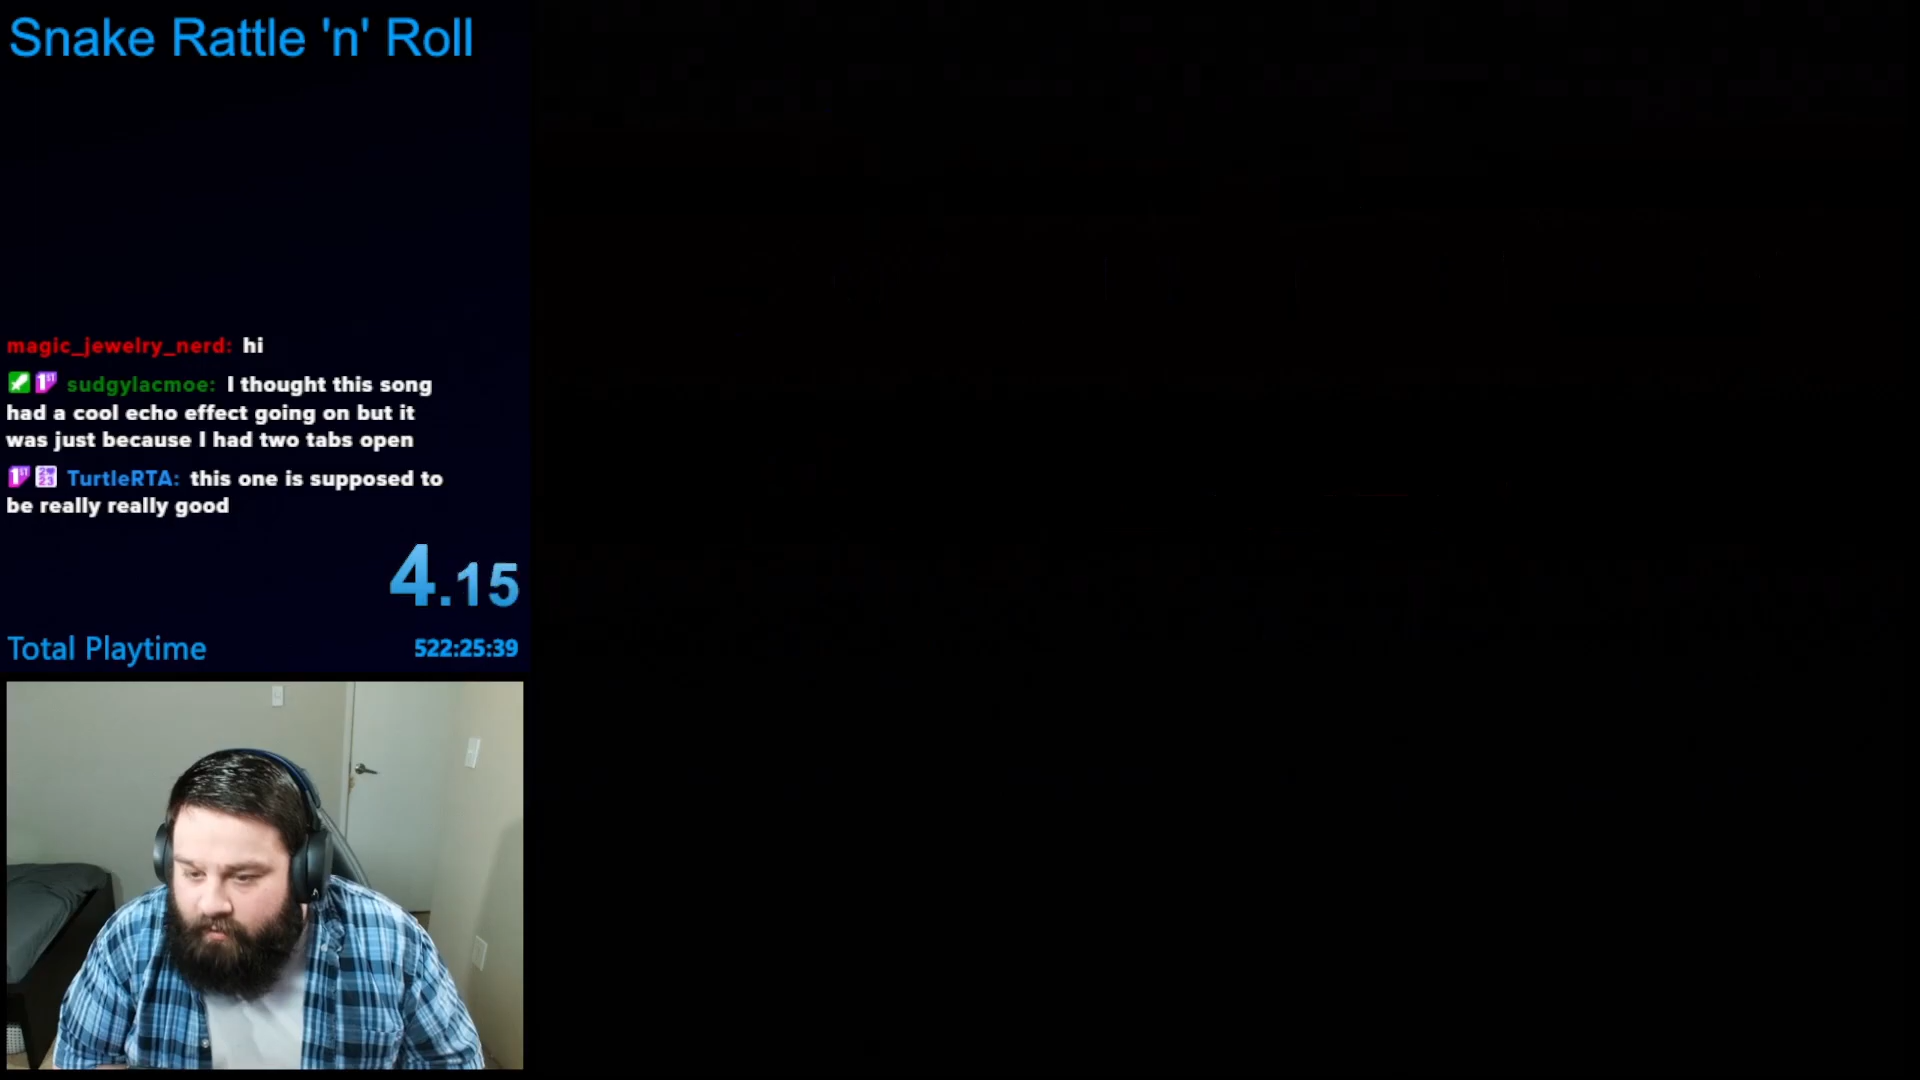 Snake Rattle 'n' Roll
magic_jewelry_nerd: hi
sudgylacmoe: I thought this song
had a cool echo effect going on but it
was just because I had two tabs open
TurtleRTA: this one is supposed to
be really really good
4.15
Total Playtime 522:25:39